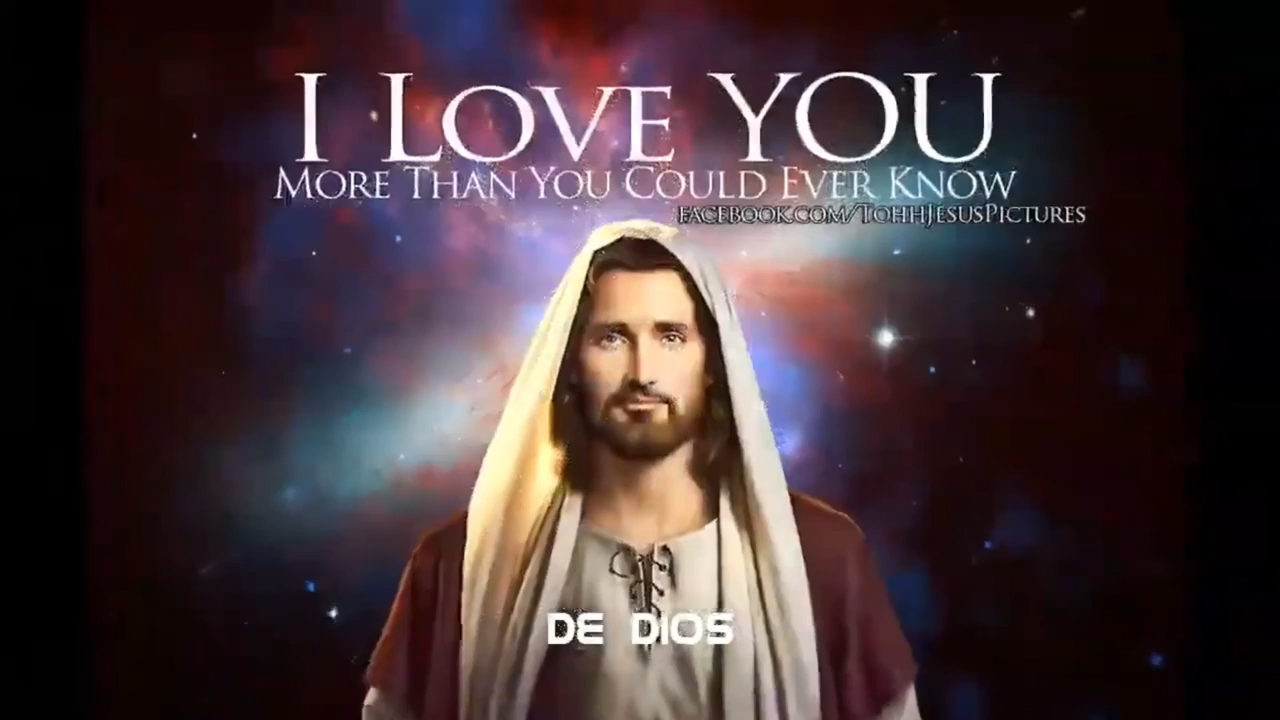 I LOVE YOU
MORE THAN YOU COULD EVER KNOW
FACEBOOK.COM/TOHHJESUSPICTURES
DE DIOS